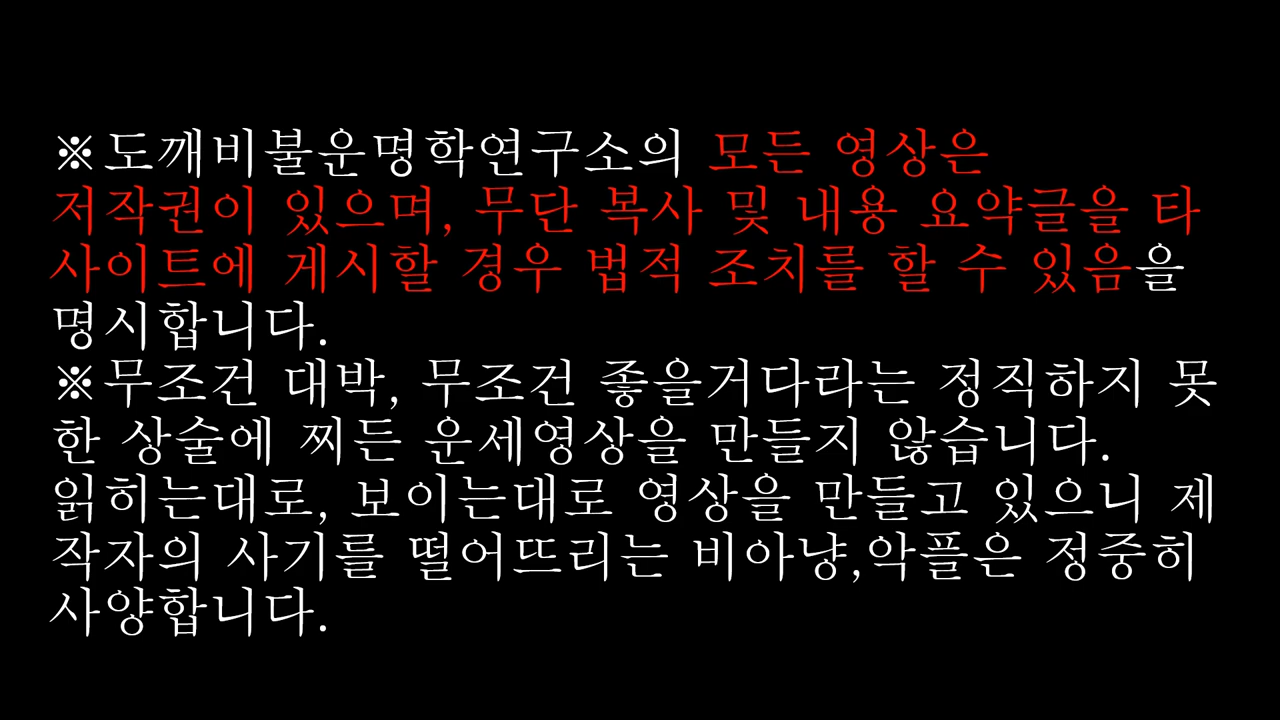 ※도깨비불운명학연구소의 모든 영상은
저작권이 있으며, 무단 복사 및 내용 요약글을 타
사이트에 게시할 경우 법적 조치를 할 수 있음을
명시합니다.
※무조건 대박, 무조건 좋을거다라는 정직하지 못
한 상술에 찌든 운세영상을 만들지 않습니다.
읽히는대로, 보이는대로 영상을 만들고 있으니 제
작자의 사기를 떨어뜨리는 비아냥,악플은 정중히
사양합니다.